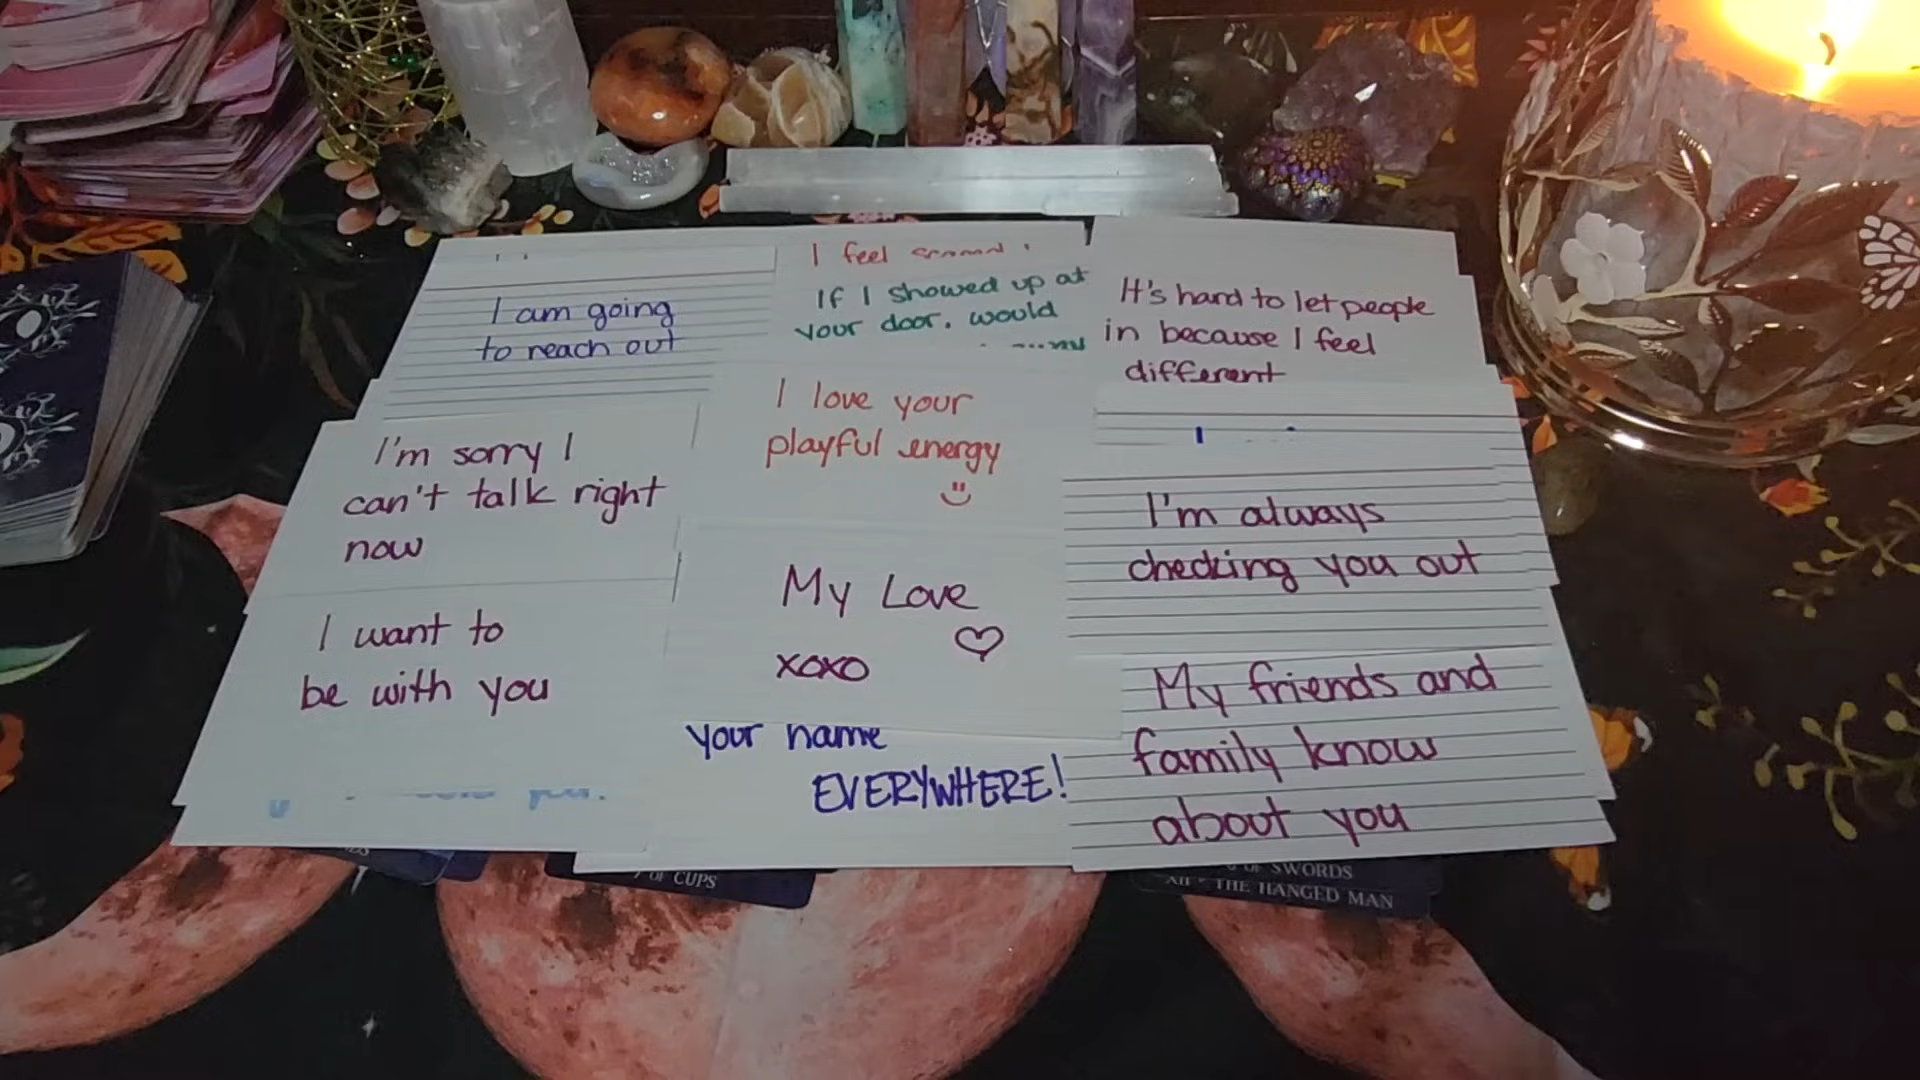 I am going
to reach out
I'm sorry I
can't talk right
now
I want to
be with you
you.
I feel
If I showed up at
your door, would
I love your
playful energy
My Love
xoxo
your name
EVERYWHERE!
It's hard to let people
in because I feel
different
I'm always
checking you out
My friends and
family know
about you
OF CUPS
OF SWORDS
XII - THE HANGED MAN